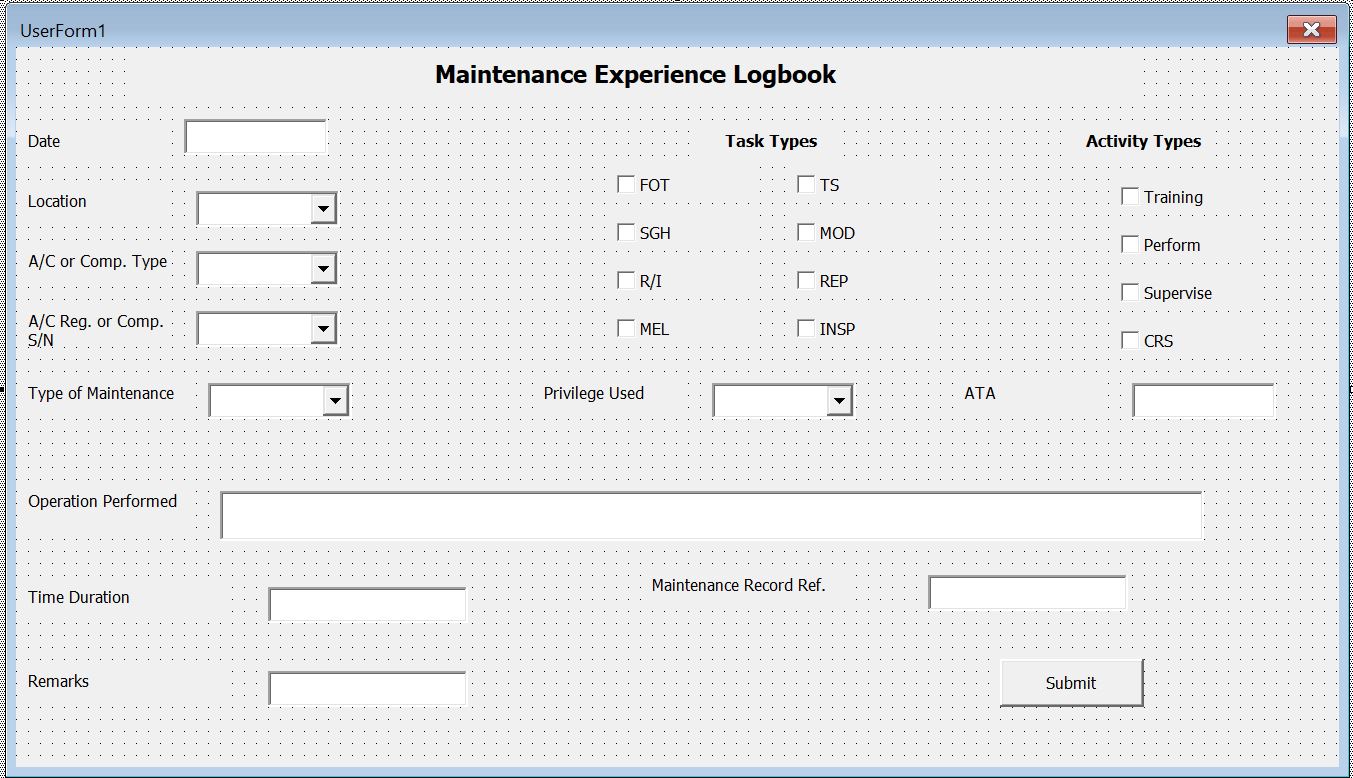 UserForm1
Maintenance Experience Logbook
Date
Task Types
Activity Types
Location
A/C or Comp. Type
A/C Reg. or Comp.
S/N
FOT
TS
SGH
MOD
R/I
REP
MEL
INSP
Training
Perform
Supervise
CRS
Type of Maintenance
Privilege Used
ATA
Operation Performed
Time Duration
Maintenance Record Ref.
Remarks
Submit